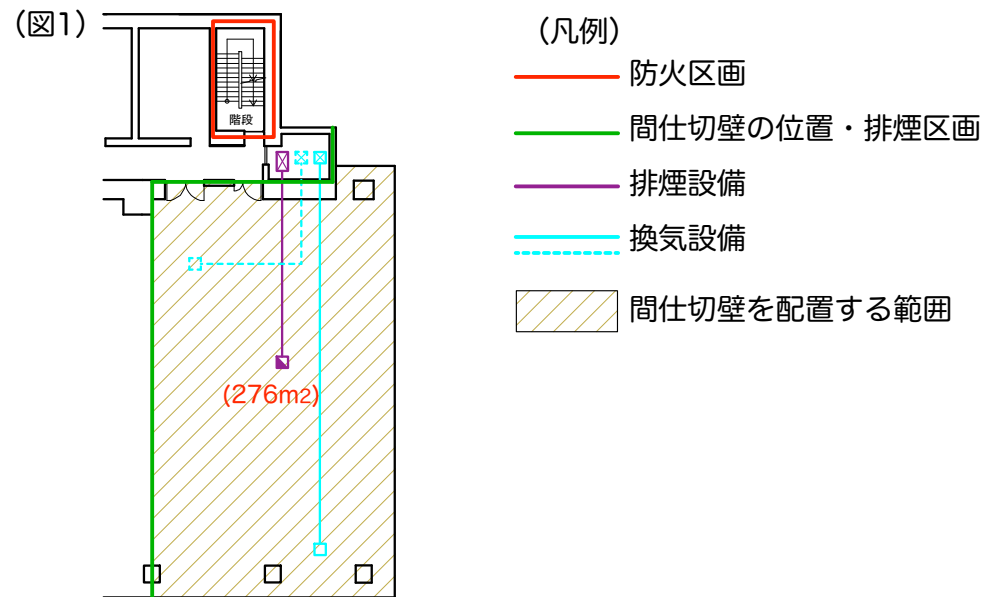 (図1)
(凡例)
防火区画
間仕切壁の位置・排煙区画
排煙設備
換気設備
間仕切壁を配置する範囲
階段
(276m2)